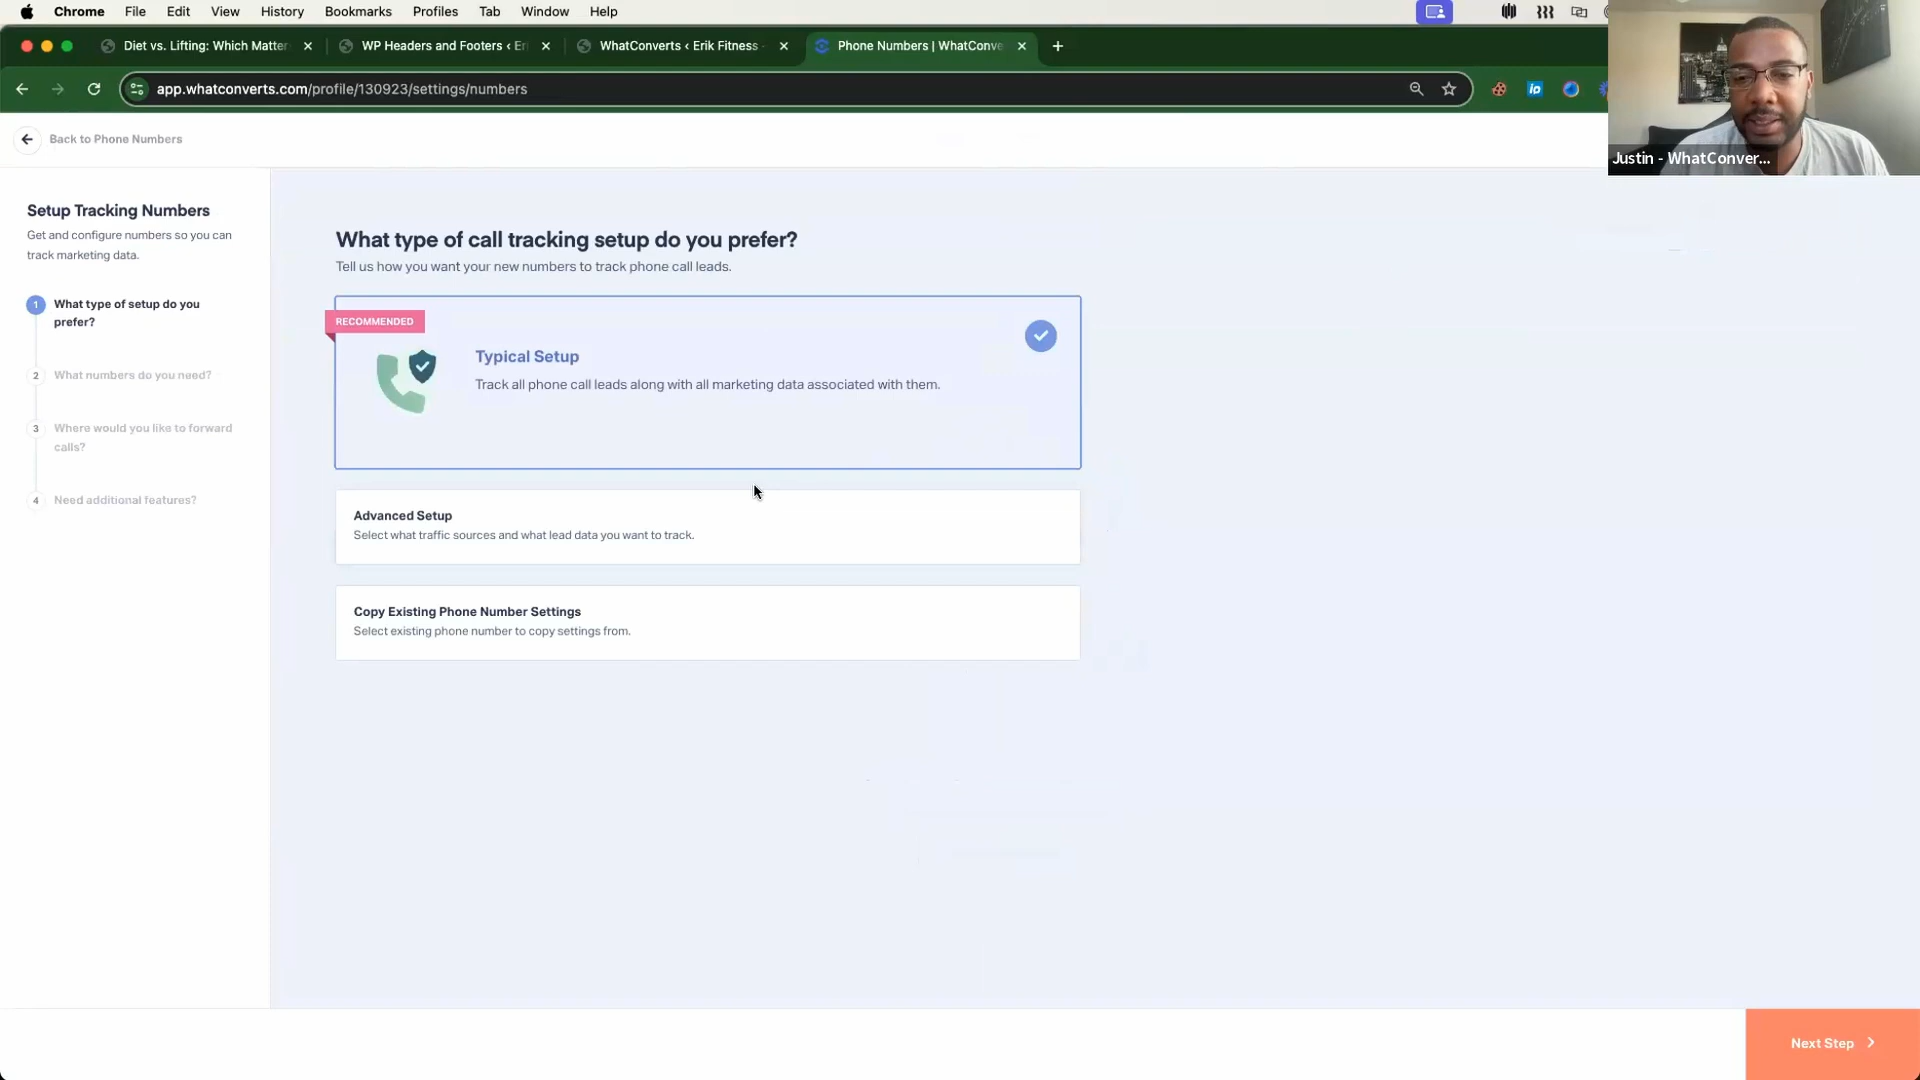 Chrome File Edit View History Bookmarks Profiles Tab Window Help
Diet vs. Lifting: Which Matter
WP Headers and Footers ‹ Er
WhatConverts ‹ Erik Fitness -
Phone Numbers | WhatConve
app.whatconverts.com/profile/130923/settings/numbers
Justin - WhatConver...
Back to Phone Numbers
Setup Tracking Numbers
Get and configure numbers so you can
track marketing data.
1 What type of setup do you
prefer?
2 What numbers do you need?
3 Where would you like to forward
calls?
4 Need additional features?
What type of call tracking setup do you prefer?
Tell us how you want your new numbers to track phone call leads.
RECOMMENDED
Typical Setup
Track all phone call leads along with all marketing data associated with them.
Advanced Setup
Select what traffic sources and what lead data you want to track.
Copy Existing Phone Number Settings
Select existing phone number to copy settings from.
Next Step